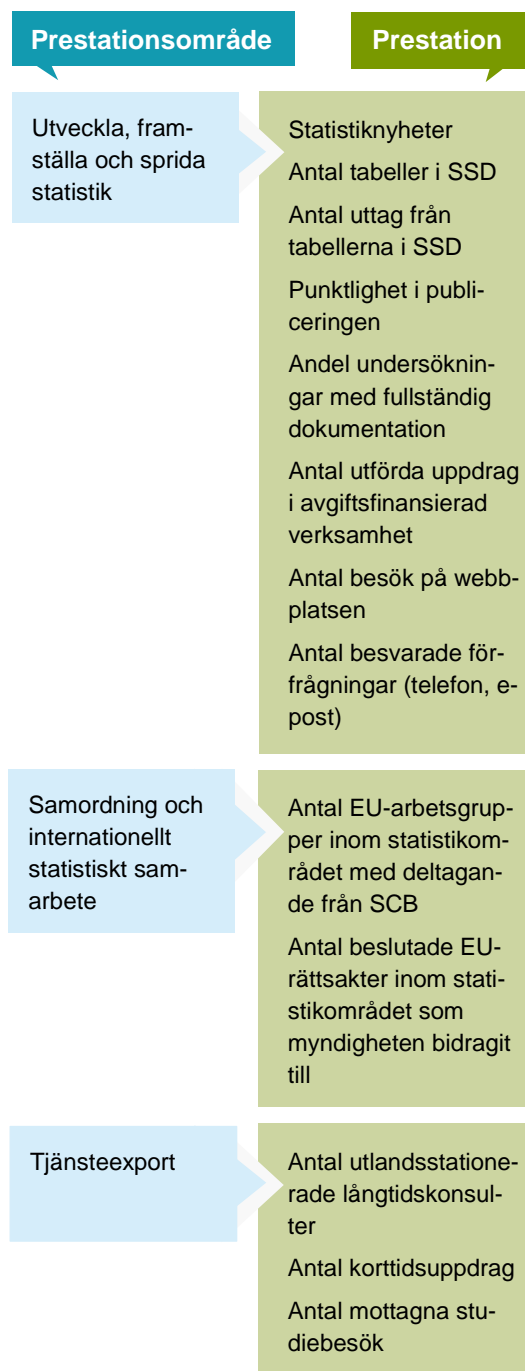 Prestationsområde
Prestation
Utveckla, fram-
ställa och sprida
statistik
Statistiknyheter
Antal tabeller i SSD
Antal uttag från
tabellerna i SSD
Punktlighet i publi-
ceringen
Andel undersöknin-
gar med fullständig
dokumentation
Antal utförda uppdrag
i avgiftsfinansierad
verksamhet
Antal besök på webb-
platsen
Antal besvarade för-
frågningar (telefon, e-
post)
Samordning och
internationellt
statistiskt sam-
arbete
Antal EU-arbetsgrup-
per inom statistikom-
rådet med deltagan-
de från SCB
Antal beslutade EU-
rättsakter inom stati-
stikområdet som
myndigheten bidragit
till
Tjänsteexport
Antal utlandsstatione-
rade långtidskonsul-
ter
Antal korttidsuppdrag
Antal mottagna stu-
diebesök